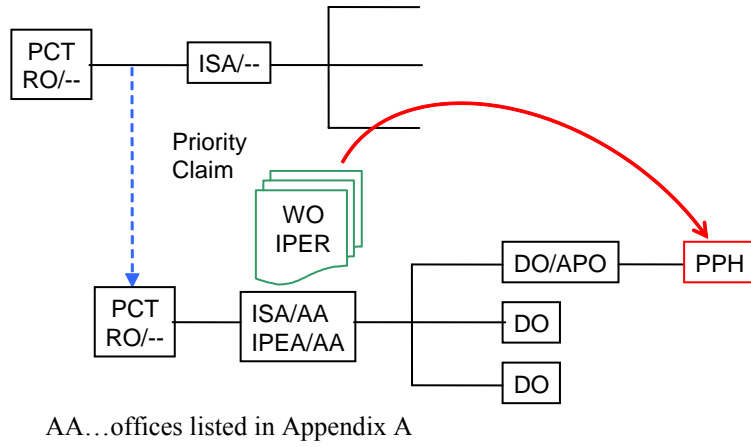 PCT
RO/--
ISA/--
Priority
Claim
WO
IPER
DO/APO
PPH
PCT
RO/--
ISA/AA
IPEA/AA
DO
DO
AA…offices listed in Appendix A